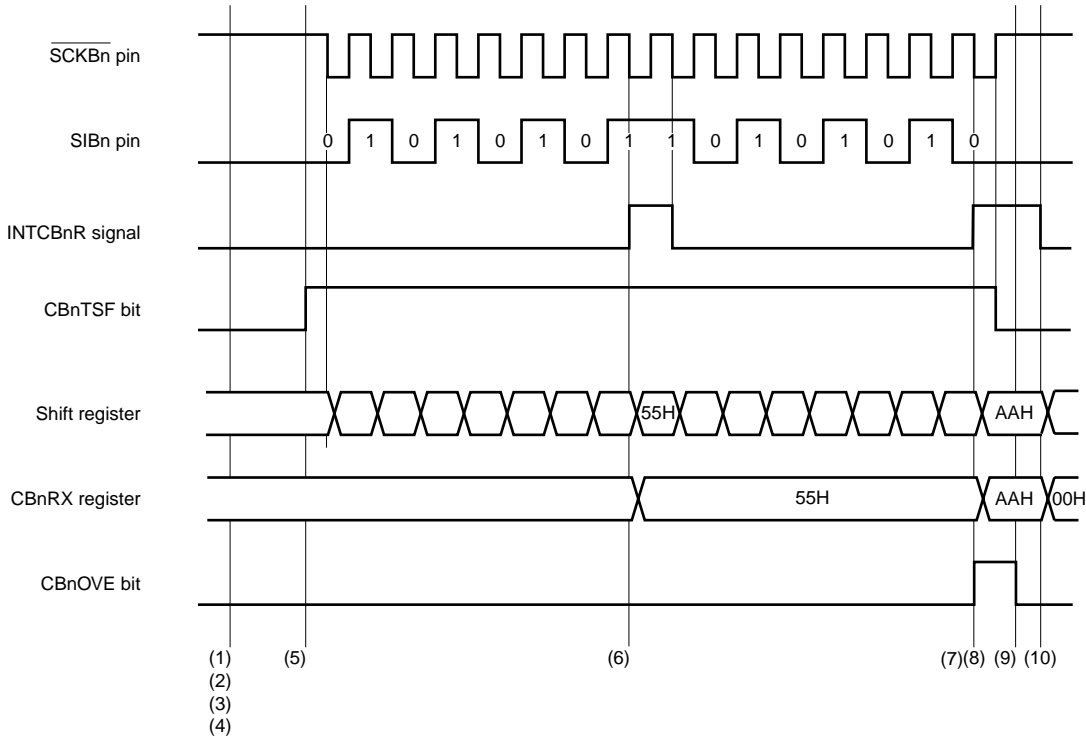 SCKBn pin
SIBn pin
0 1 0 1 0 1 0 1 1 0 1 0 1 0 1 0
INTCBnR signal
CBnTSF bit
Shift register
55H
AAH
CBnRX register
55H
AAH
00H
CBnOVE bit
(1)
(5)
(6)
(7)(8)
(9)
(10)
(2)
(3)
(4)